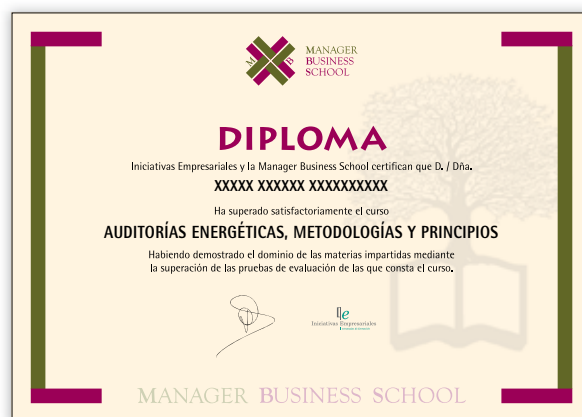 M B
MANAGER
BUSINESS
SCHOOL
DIPLOMA
Iniciativas Empresariales y la Manager Business School certifican que D. / Dña.
XXXXX XXXXXX XXXXXXXXXX
Ha superado satisfactoriamente el curso
AUDITORÍAS ENERGÉTICAS, METODOLOGÍAS Y PRINCIPIOS
Habiendo demostrado el dominio de las materias impartidas mediante
la superación de las pruebas de evaluación de las que consta el curso.
Iniciativas Empresariales
MANAGER BUSINESS SCHOOL